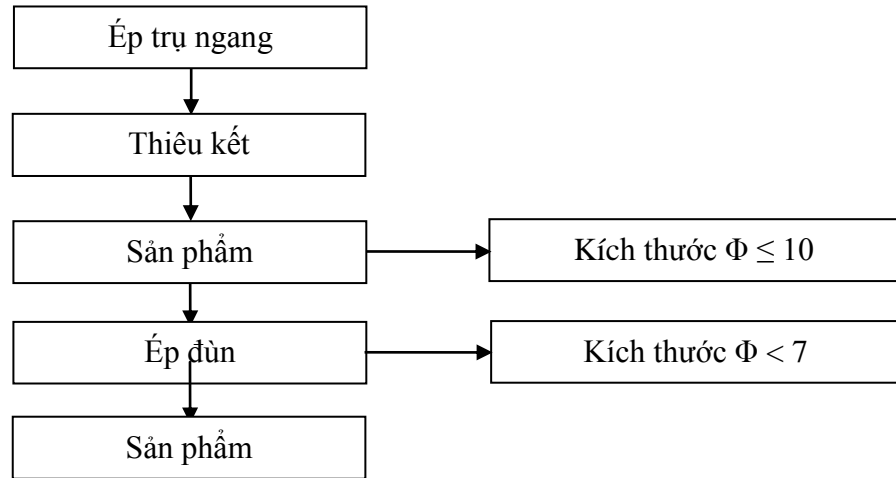 Ép trụ ngang
Thiêu kết
Sản phẩm
Kích thước Φ ≤ 10
Ép đùn
Kích thước Φ < 7
Sản phẩm